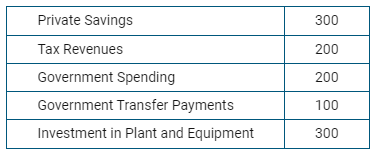 Private Savings 300
Tax Revenues 200
Government Spending 200
Government Transfer Payments 100
Investment in Plant and Equipment 300